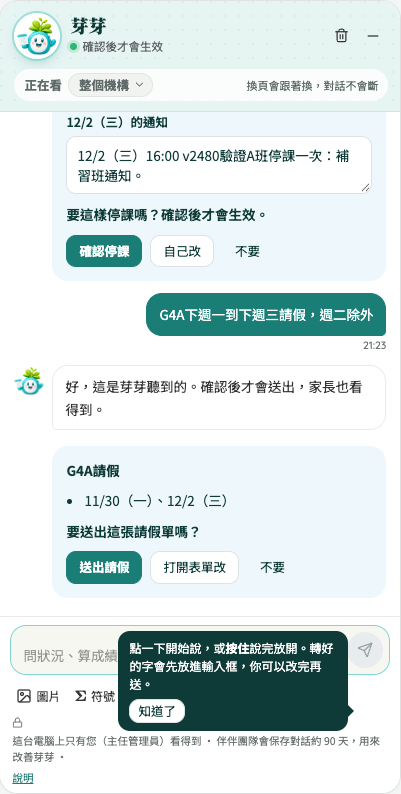 芽芽
確認後才會生效
正在看 整個機構 換頁會跟著換，對話不會斷
12/2（三）的通知
12/2（三）16:00 v2480驗證A班停課一次：補
習班通知。
要這樣停課嗎？確認後才會生效。
確認停課 自己改 不要
G4A下週一到下週三請假，週二除外
21:23
好，這是芽芽聽到的。確認後才會送出，家長也看
得到。
G4A請假
• 11/30（一）、12/2（三）
要送出這張請假單嗎？
送出請假 打開表單改 不要
問狀況、算成績
點一下開始說，或按住說完放開。轉好
的字會先放進輸入框，你可以改完再
送。
知道了
圖片 Σ 符號
這台電腦上只有您（主任管理員）看得到 · 伴伴團隊會保存對話約 90 天，用來
改善芽芽 ·
說明